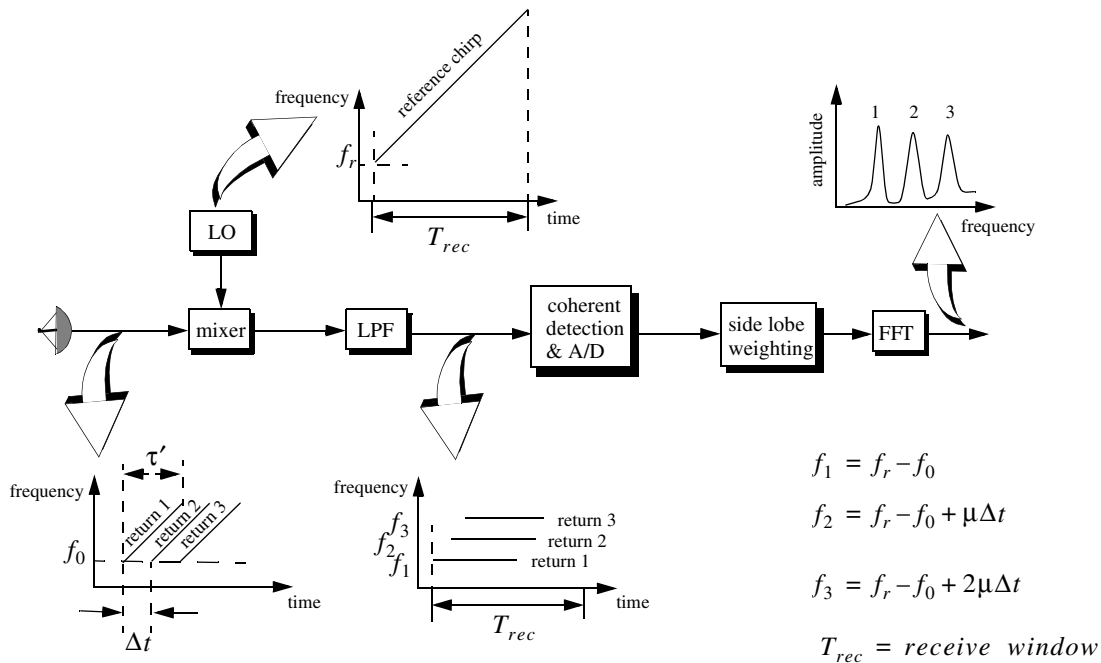 frequency
reference chirp
f_r
time
T_rec
LO
amplitude
1 2 3
frequency
mixer
LPF
coherent
detection
& A/D
side lobe
weighting
FFT
τ′
frequency
return 1
return 2
return 3
f_0
time
Δt
frequency
f_3
f_2
f_1
return 3
return 2
return 1
time
T_rec
f_1 = f_r – f_0
f_2 = f_r – f_0 + μΔt
f_3 = f_r – f_0 + 2μΔt
T_rec = receive window